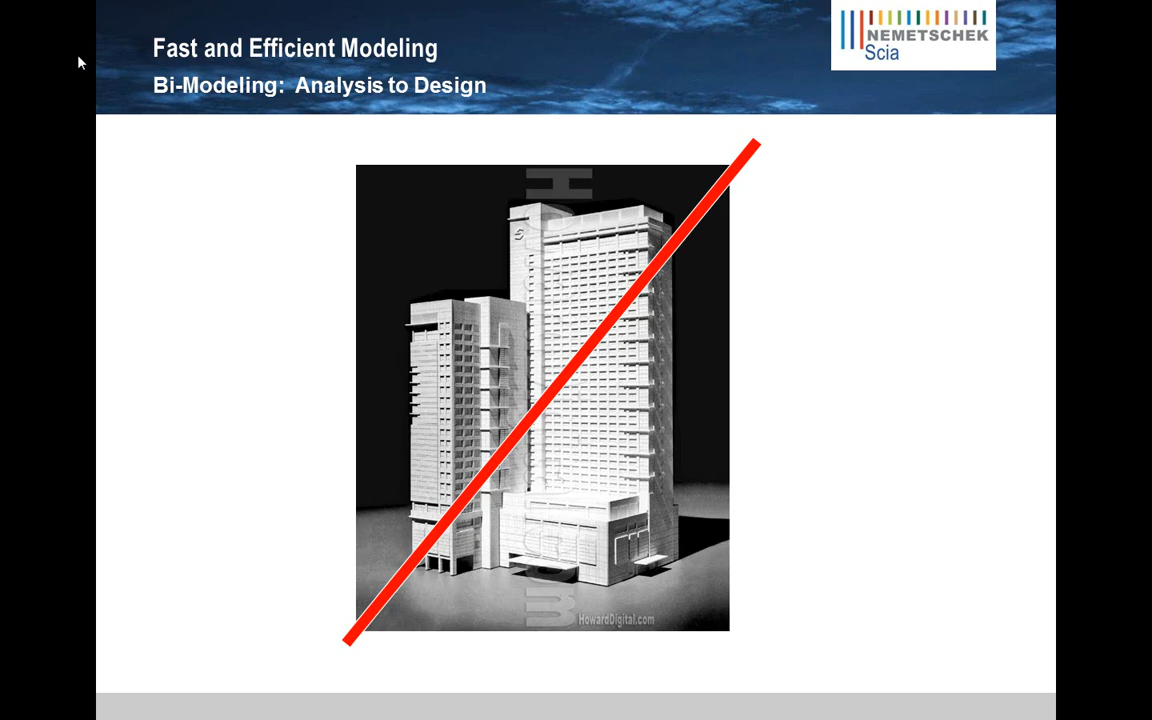 Fast and Efficient Modeling
Bi-Modeling: Analysis to Design
NEMETSCHEK
Scia
HowardDigital.com